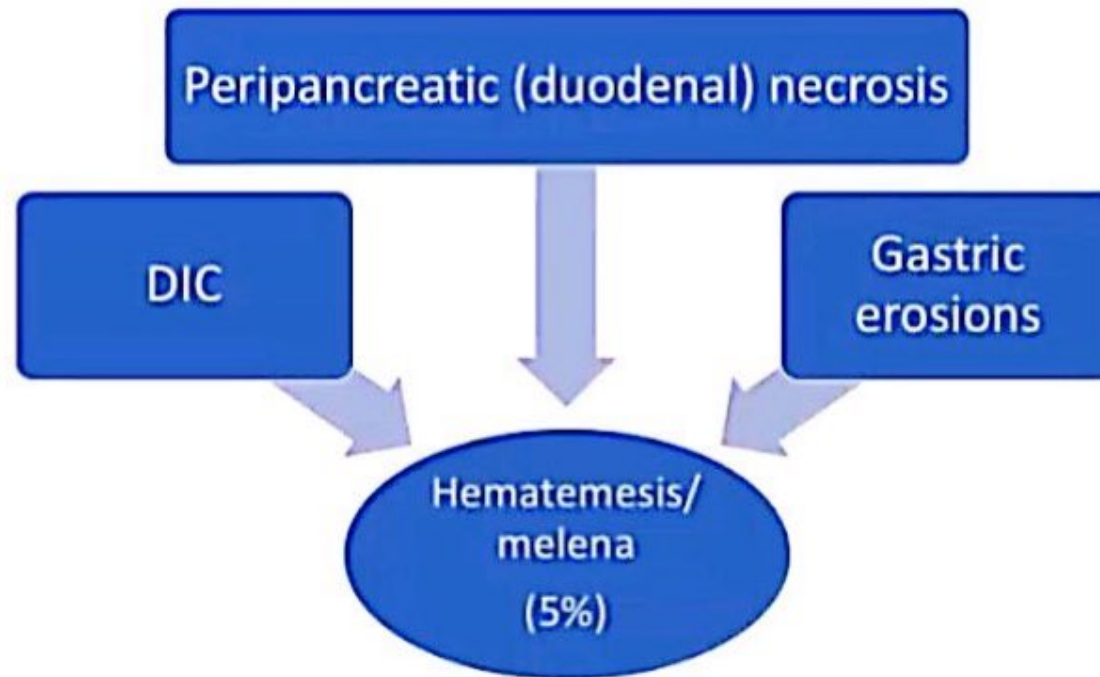 Peripancreatic (duodenal) necrosis
DIC
Gastric
erosions
Hematemesis/
melena
(5%)